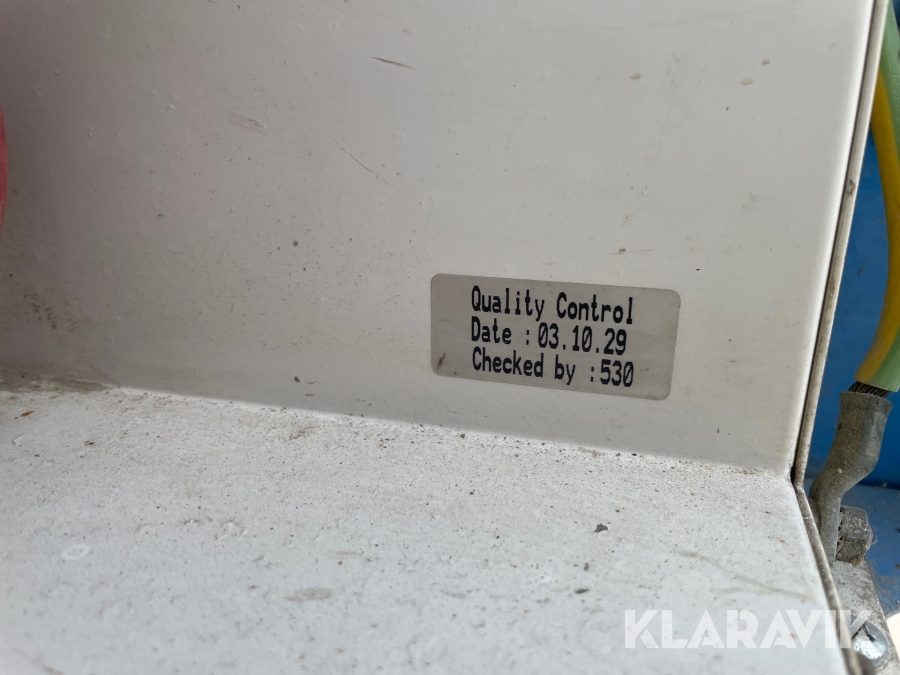 Quality Control
Date : 03.10.29
Checked by :530
KLARAVIK